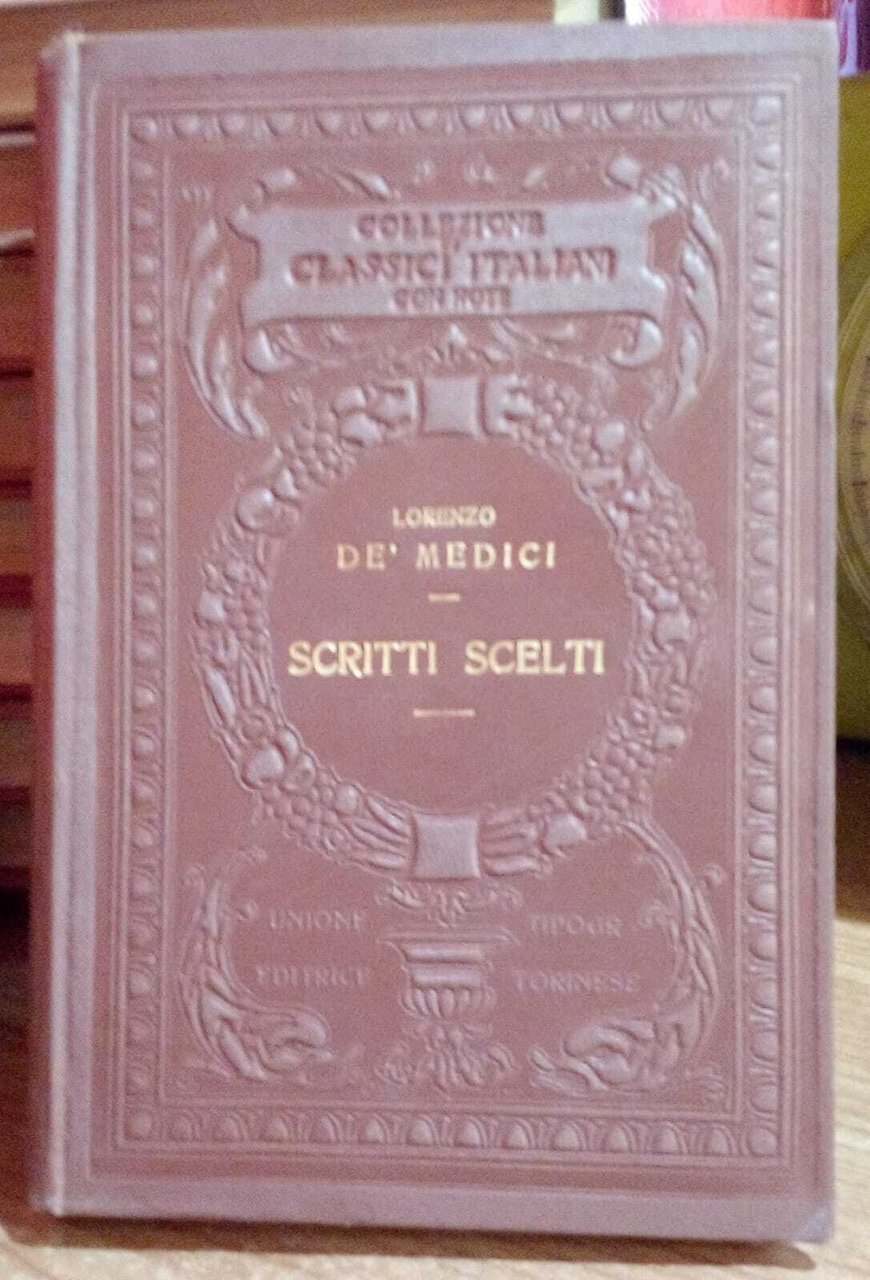 COLLEZIONE
DI
CLASSICI ITALIANI
CON NOTE
LORENZO
DE' MEDICI
SCRITTI SCELTI
UNIONE TIPOGR
EDITRICE TORINESE